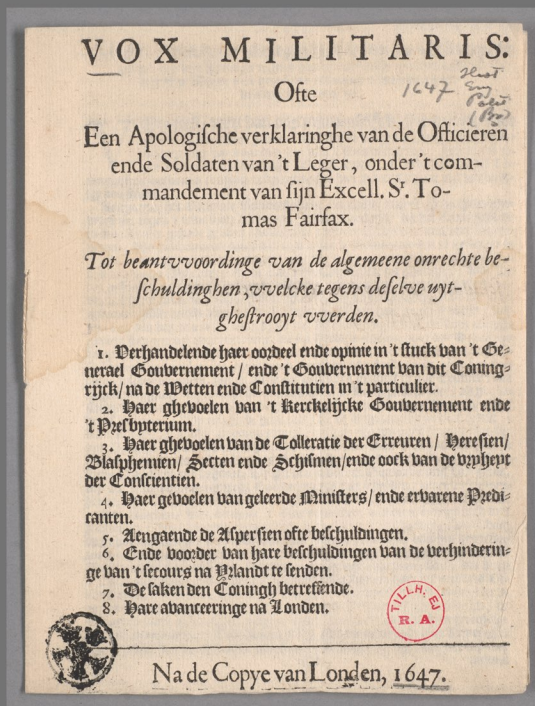 VOX MILITARIS:
Ofte
1647
Een Apologiſche verklaringhe van de Officieren
ende Soldaten van 't Leger, onder 't com-
mandement van ſijn Excell. Sr. To-
mas Fairfax.
Tot beantvvoordinge van de algemeene onrechte be-
ſchuldinghen, vvelcke tegens deſelve uyt-
gheſtrooyt vverden.
1. Verhandelende haer oordeel ende opinie in 't ſtuck van 't Ge-
nerael Gouvernement / ende 't Gouvernement van dit Coning-
rijck / na de Wetten ende Conſtitutien in 't particulier.
2. Haer ghevoelen van 't Kerckelijcke Gouvernement ende
't Presbyterium.
3. Haer ghevoelen van de Tolleratie der Erreuren / Hereſien /
Blaſphemien / Secten ende Schiſmen / ende oock van de vryheyt
der Conſcientien.
4. Haer gevoelen van geleerde Miniſters / ende ervarene Predi-
canten.
5. Aengaende de Aſperſien ofte beſchuldingen.
6. Ende voorder van hare beſchuldingen van de verhinderin-
ge van 't ſecours na Yrlandt te ſenden.
7. De ſaken den Coningh betreffende.
8. Hare avanceeringe na Londen.
TILLH. EJ
R. A.
Na de Copye van Londen, 1647.